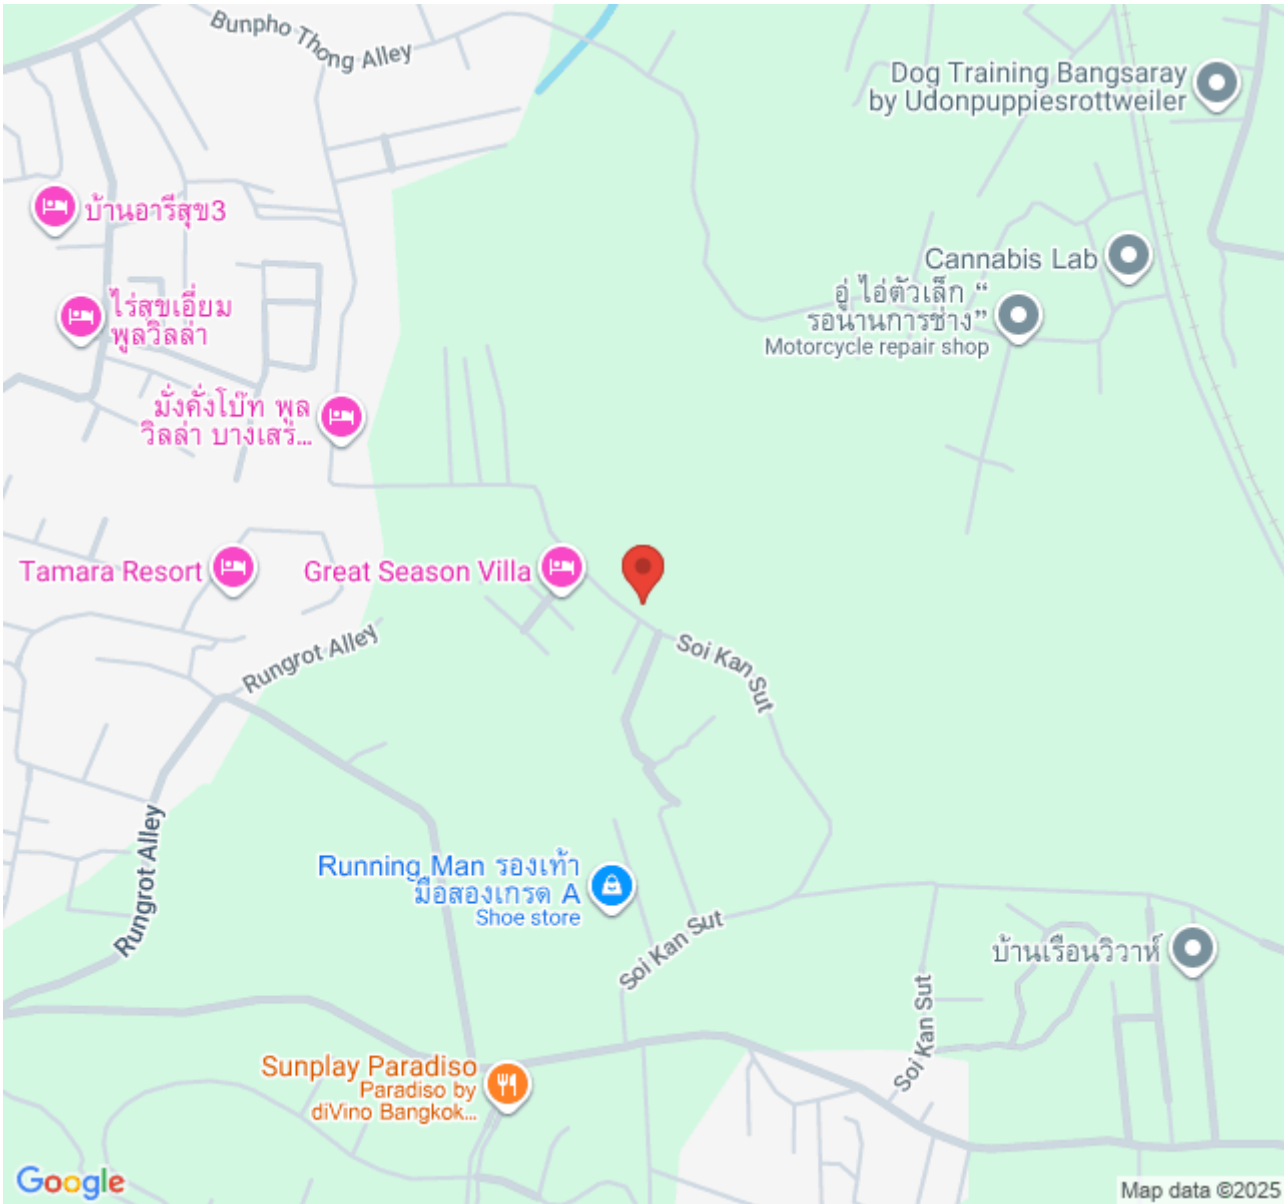 Bunpho Thong Alley
Dog Training Bangsaray
by Udonpuppiesrottweiler
บ้านอารีสุข3
Cannabis Lab
อู่ ไอ่ตัวเล็ก “
รอนานการช่าง”
Motorcycle repair shop
ไร่สุขเอี่ยม
พูลวิลล่า
มั่งคั่งโบ๊ท พูล
วิลล่า บางเสร่...
Tamara Resort
Great Season Villa
Rungrot Alley
Soi Kan Sut
Rungrot Alley
Running Man รองเท้า
มือสองเกรด A
Shoe store
Soi Kan Sut
บ้านเรือนวิวาห์
Soi Kan Sut
Sunplay Paradiso
Paradiso by
diVino Bangkok...
Google
Map data ©2025